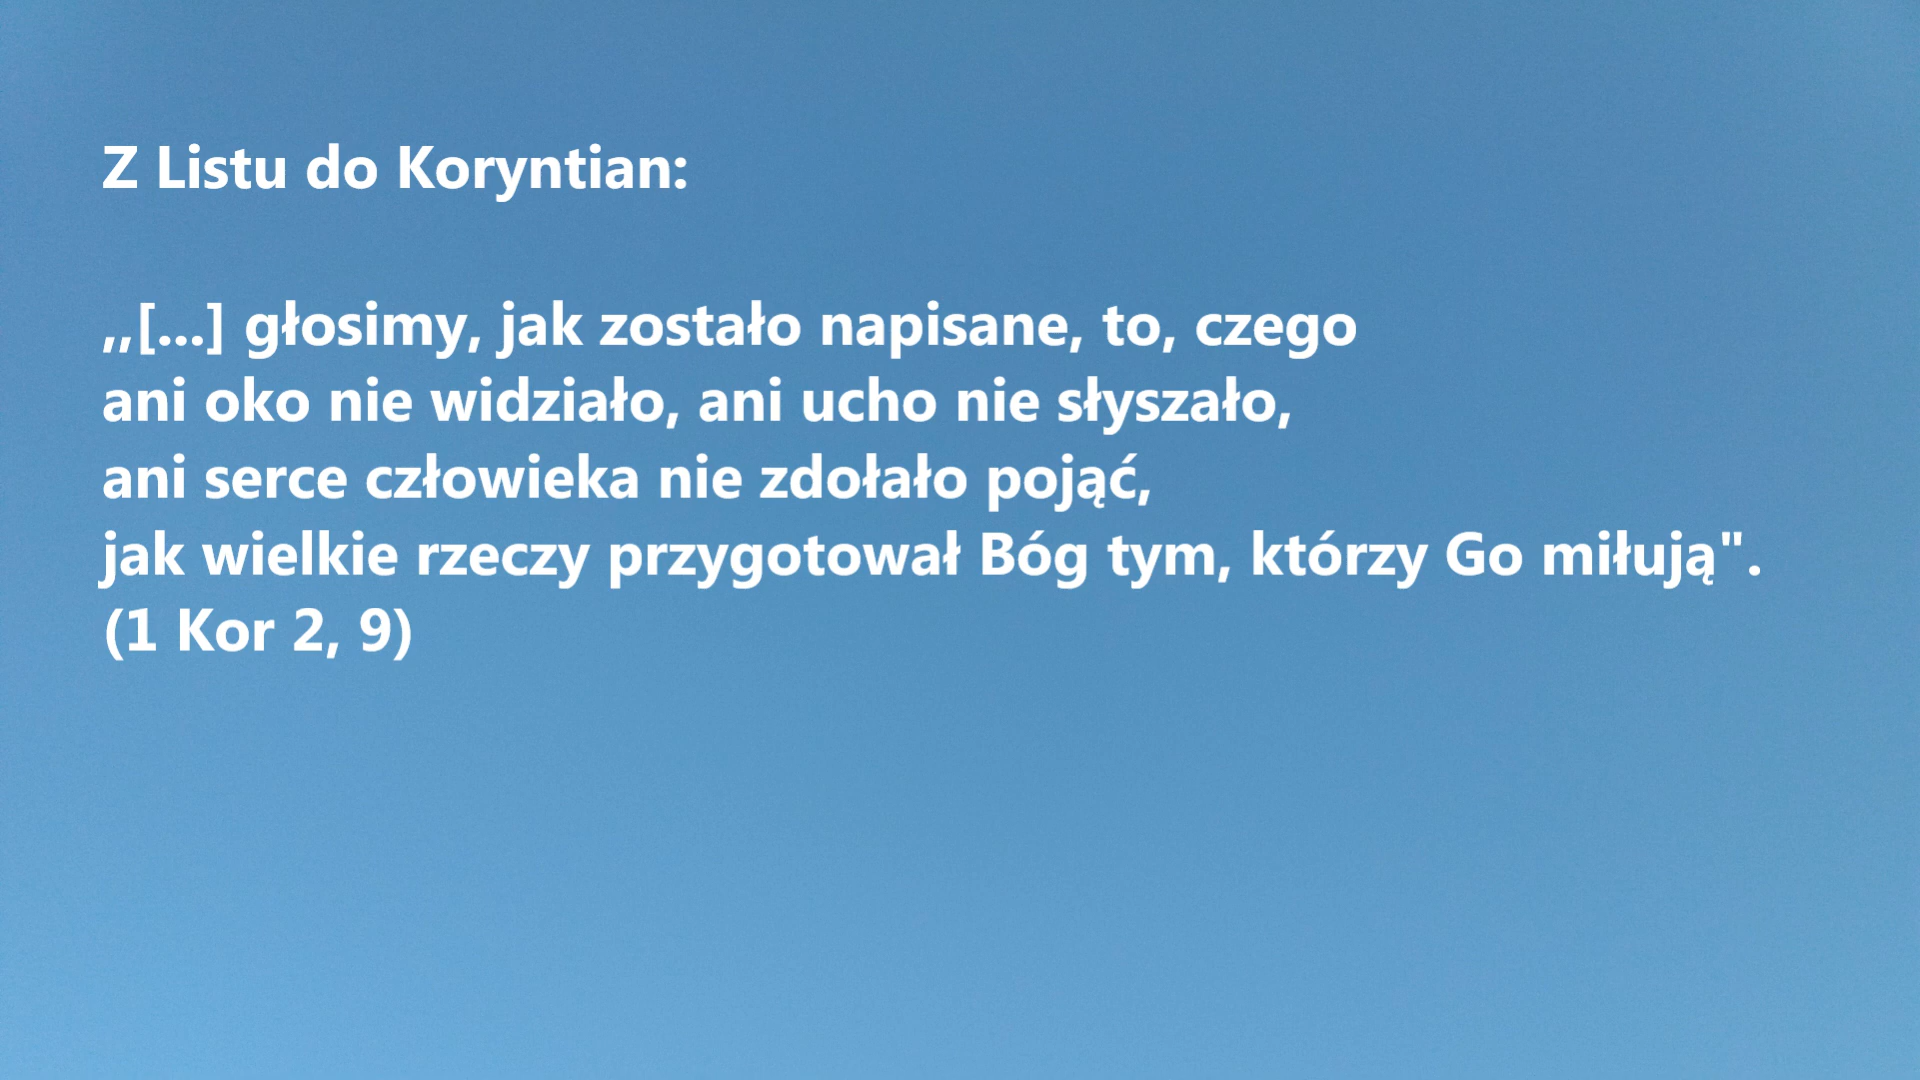 Z Listu do Koryntian:
,,[...] głosimy, jak zostało napisane, to, czego
ani oko nie widziało, ani ucho nie słyszało,
ani serce człowieka nie zdołało pojąć,
jak wielkie rzeczy przygotował Bóg tym, którzy Go miłują".
(1 Kor 2, 9)